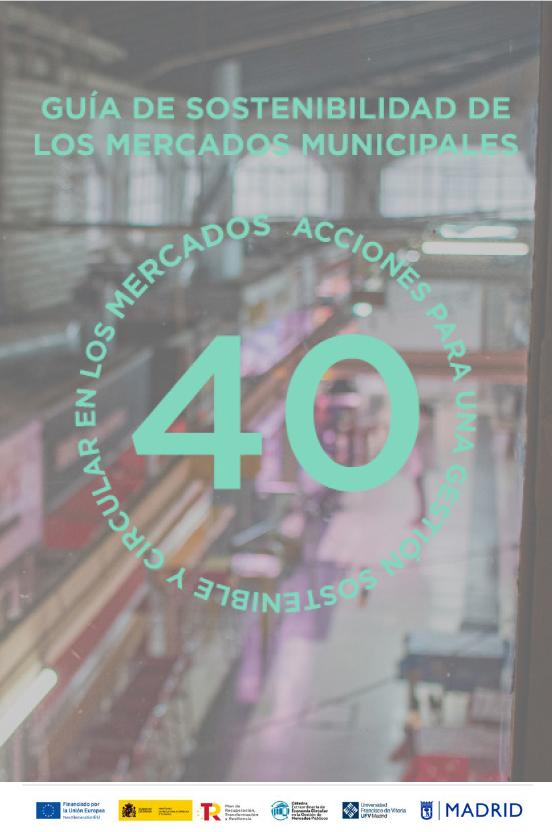 GUÍA DE SOSTENIBILIDAD DE
LOS MERCADOS MUNICIPALES
40
ACCIONES PARA UNA GESTIÓN SOSTENIBLE Y CIRCULAR EN LOS MERCADOS
Financiado por
la Unión Europea
NextGenerationEU
Plan de
Recuperación,
Transformación
y Resiliencia
Cátedra
Extraordinaria de
Economía Circular
en la Gestión de
Mercados Públicos
Universidad
Francisco de Vitoria
UFV Madrid
MADRID